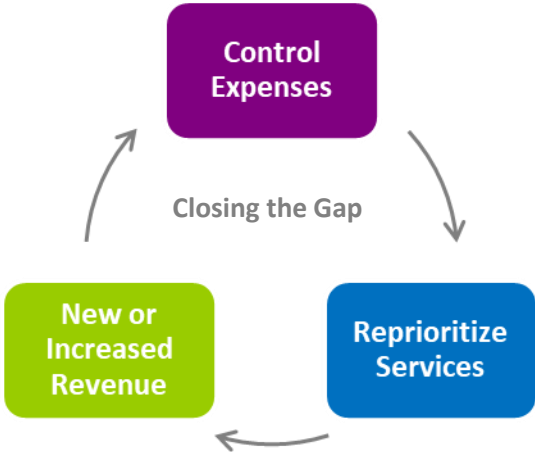 Control
Expenses
Closing the Gap
New or
Increased
Revenue
Reprioritize
Services